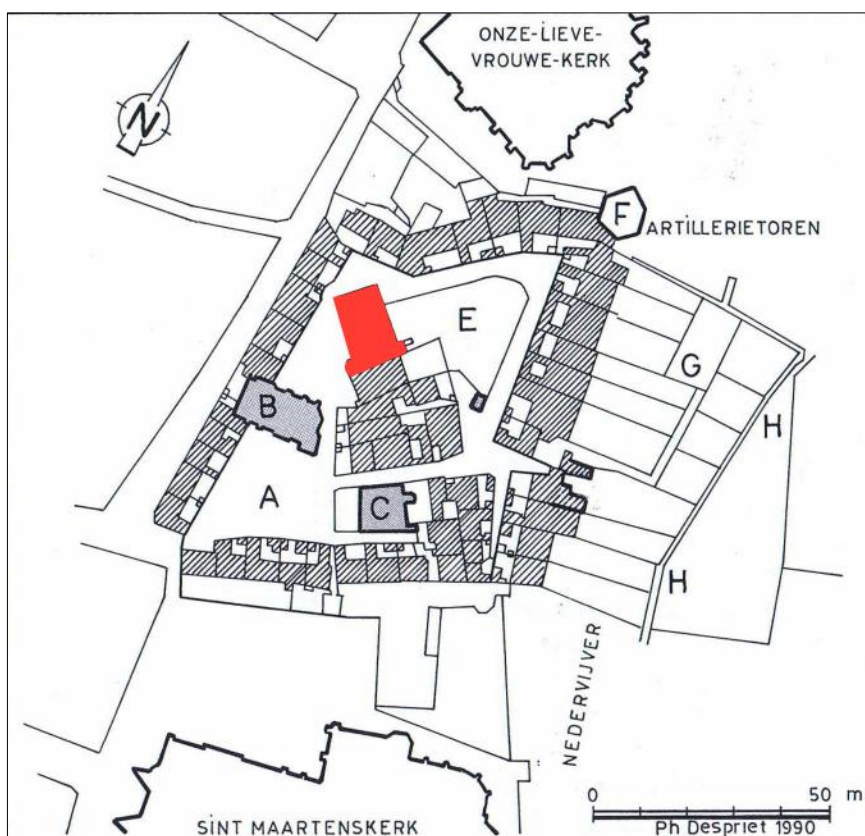 ONZE-LIEVE-
VROUWE-KERK
N
F
ARTILLERIETOREN
E
G
B
H
A
C
H
NEDERVIJVER
0
50 m
Ph Despriet 1990
SINT MAARTENSKERK